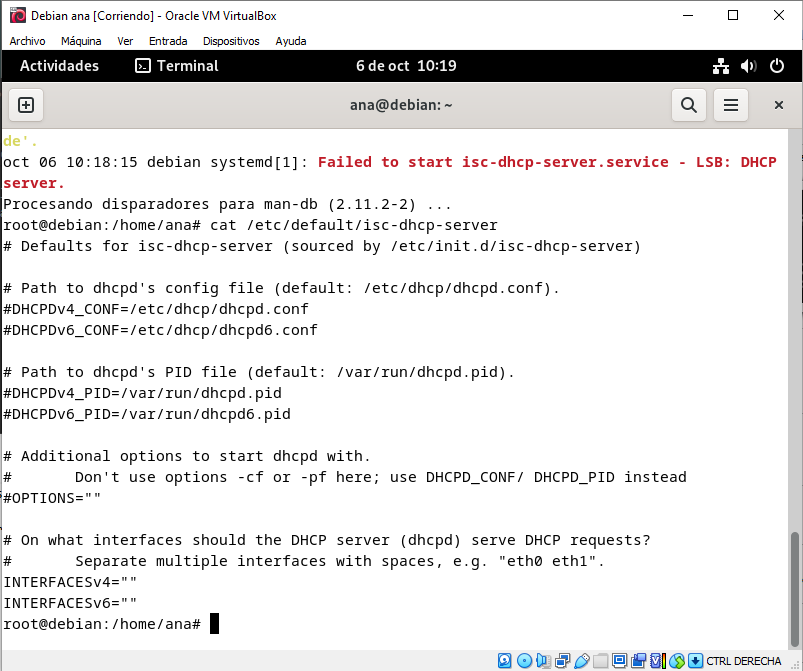 Debian ana [Corriendo] - Oracle VM VirtualBox
Archivo Máquina Ver Entrada Dispositivos Ayuda
Actividades Terminal 6 de oct 10:19
ana@debian: ~
de'.
oct 06 10:18:15 debian systemd[1]: Failed to start isc-dhcp-server.service - LSB: DHCP
server.
Procesando disparadores para man-db (2.11.2-2) ...
root@debian:/home/ana# cat /etc/default/isc-dhcp-server
# Defaults for isc-dhcp-server (sourced by /etc/init.d/isc-dhcp-server)
# Path to dhcpd's config file (default: /etc/dhcp/dhcpd.conf).
#DHCPDv4_CONF=/etc/dhcp/dhcpd.conf
#DHCPDv6_CONF=/etc/dhcp/dhcpd6.conf
# Path to dhcpd's PID file (default: /var/run/dhcpd.pid).
#DHCPDv4_PID=/var/run/dhcpd.pid
#DHCPDv6_PID=/var/run/dhcpd6.pid
# Additional options to start dhcpd with.
#       Don't use options -cf or -pf here; use DHCPD_CONF/ DHCPD_PID instead
#OPTIONS=""
# On what interfaces should the DHCP server (dhcpd) serve DHCP requests?
#       Separate multiple interfaces with spaces, e.g. "eth0 eth1".
INTERFACESv4=""
INTERFACESv6=""
root@debian:/home/ana#
CTRL DERECHA